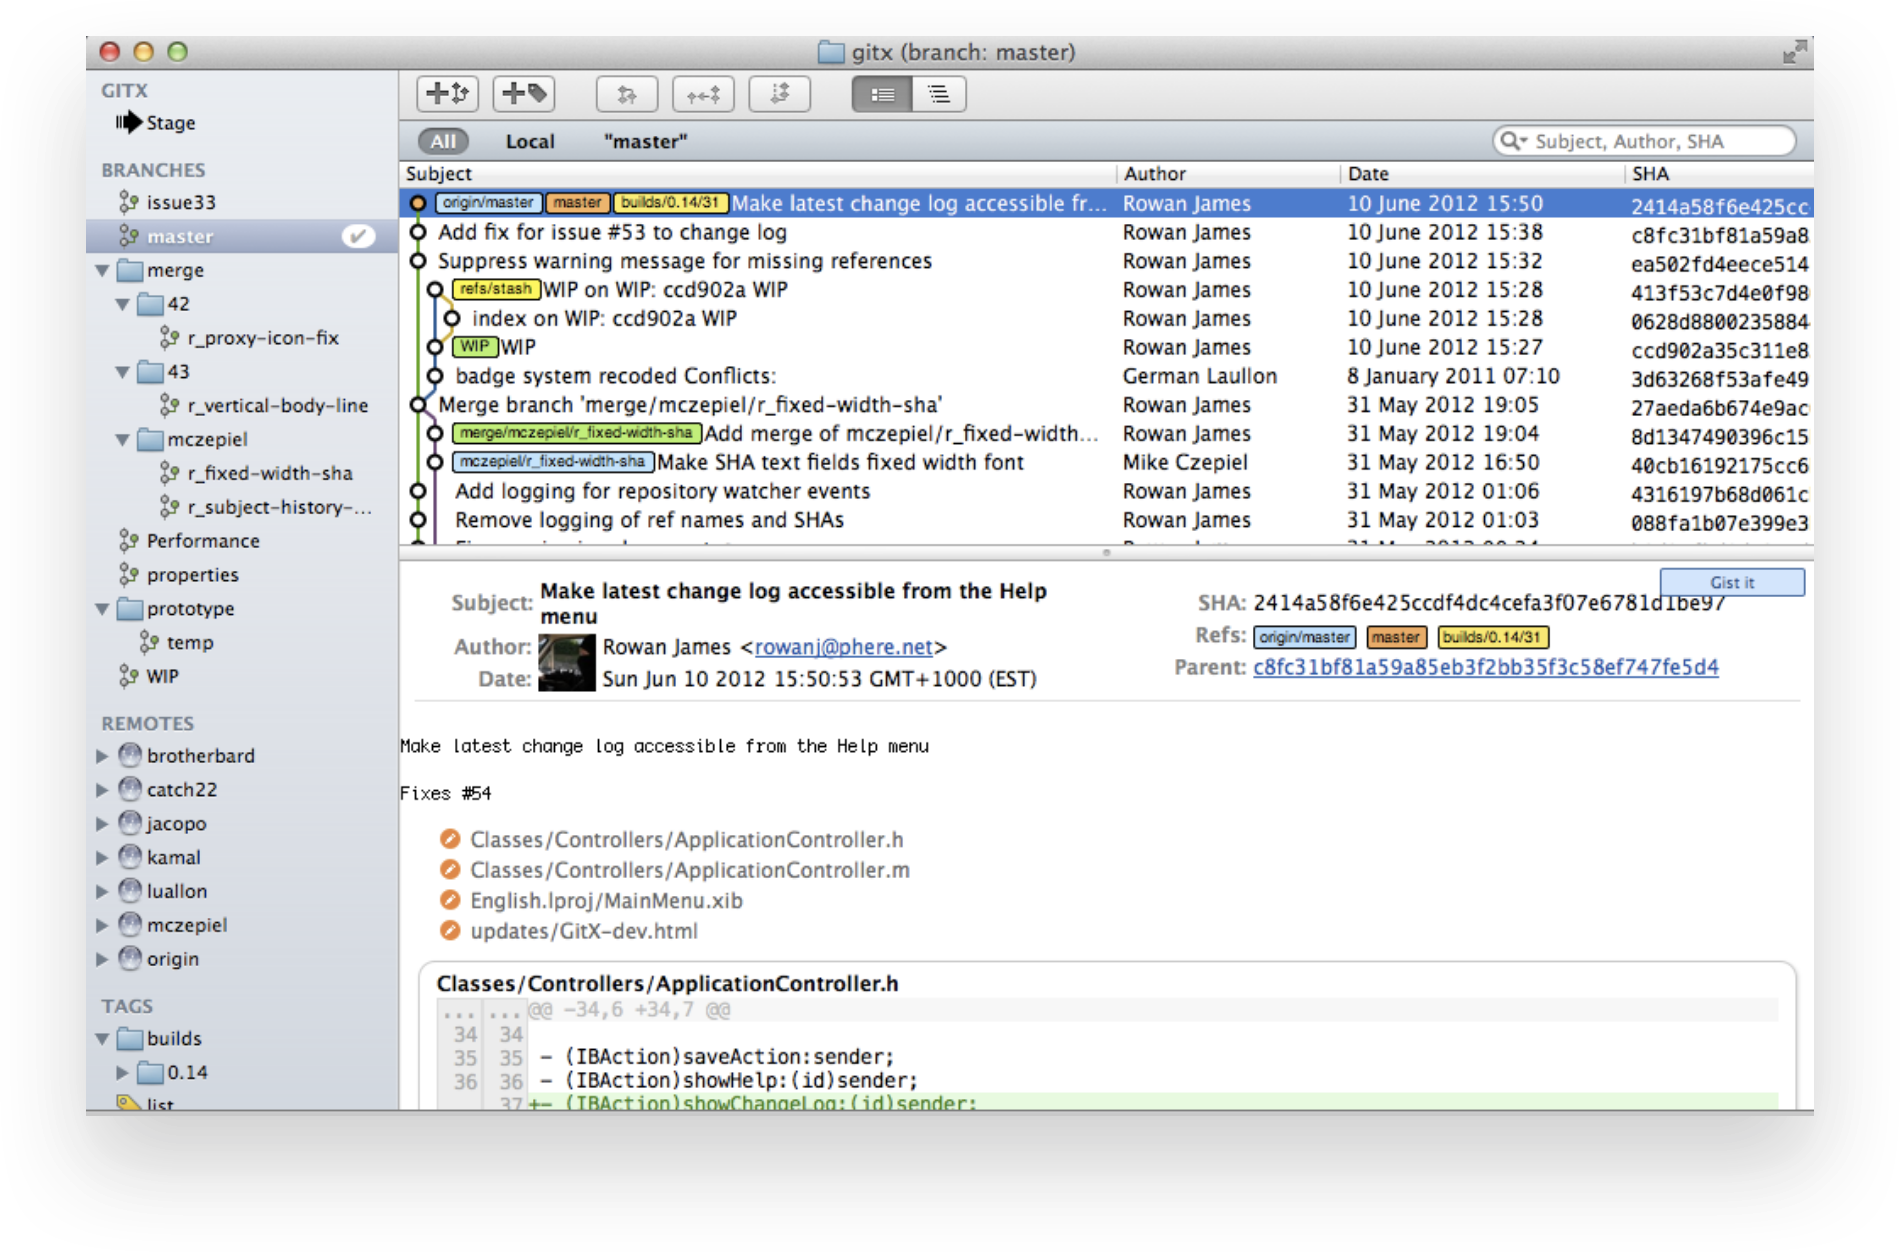 gitx (branch: master)
GITX
Stage
BRANCHES
issue33
master
merge
42
r_proxy-icon-fix
43
r_vertical-body-line
mczepiel
r_fixed-width-sha
r_subject-history-...
Performance
properties
prototype
temp
WIP
REMOTES
brotherbard
catch22
jacopo
kamal
luallon
mczepiel
origin
TAGS
builds
0.14
list
All Local "master" Subject, Author, SHA
Subject Author Date SHA
origin/master master builds/0.14/31 Make latest change log accessible fr... Rowan James 10 June 2012 15:50 2414a58f6e425cc
Add fix for issue #53 to change log Rowan James 10 June 2012 15:38 c8fc31bf81a59a8
Suppress warning message for missing references Rowan James 10 June 2012 15:32 ea502fd4eece514
refs/stash WIP on WIP: ccd902a WIP Rowan James 10 June 2012 15:28 413f53c7d4e0f98
index on WIP: ccd902a WIP Rowan James 10 June 2012 15:28 0628d8800235884
WIP WIP Rowan James 10 June 2012 15:27 ccd902a35c311e8
badge system recoded Conflicts: German Laullon 8 January 2011 07:10 3d63268f53afe49
Merge branch 'merge/mczepiel/r_fixed-width-sha' Rowan James 31 May 2012 19:05 27aeda6b674e9ac
merge/mczepiel/r_fixed-width-sha Add merge of mczepiel/r_fixed-width... Rowan James 31 May 2012 19:04 8d1347490396c15
mczepiel/r_fixed-width-sha Make SHA text fields fixed width font Mike Czepiel 31 May 2012 16:50 40cb16192175cc6
Add logging for repository watcher events Rowan James 31 May 2012 01:06 4316197b68d061c
Remove logging of ref names and SHAs Rowan James 31 May 2012 01:03 088fa1b07e399e3
Gist it
Subject: Make latest change log accessible from the Help
menu
Author: Rowan James <rowanj@phere.net>
Date: Sun Jun 10 2012 15:50:53 GMT+1000 (EST)
SHA: 2414a58f6e425ccdf4dc4cefa3f07e6781d1be97
Refs: origin/master master builds/0.14/31
Parent: c8fc31bf81a59a85eb3f2bb35f3c58ef747fe5d4
Make latest change log accessible from the Help menu
Fixes #54
Classes/Controllers/ApplicationController.h
Classes/Controllers/ApplicationController.m
English.lproj/MainMenu.xib
updates/GitX-dev.html
Classes/Controllers/ApplicationController.h
... ... @@ -34,6 +34,7 @@
34 34
35 35 - (IBAction)saveAction:sender;
36 36 - (IBAction)showHelp:(id)sender;
37 +- (IBAction)showChangeLog:(id)sender;